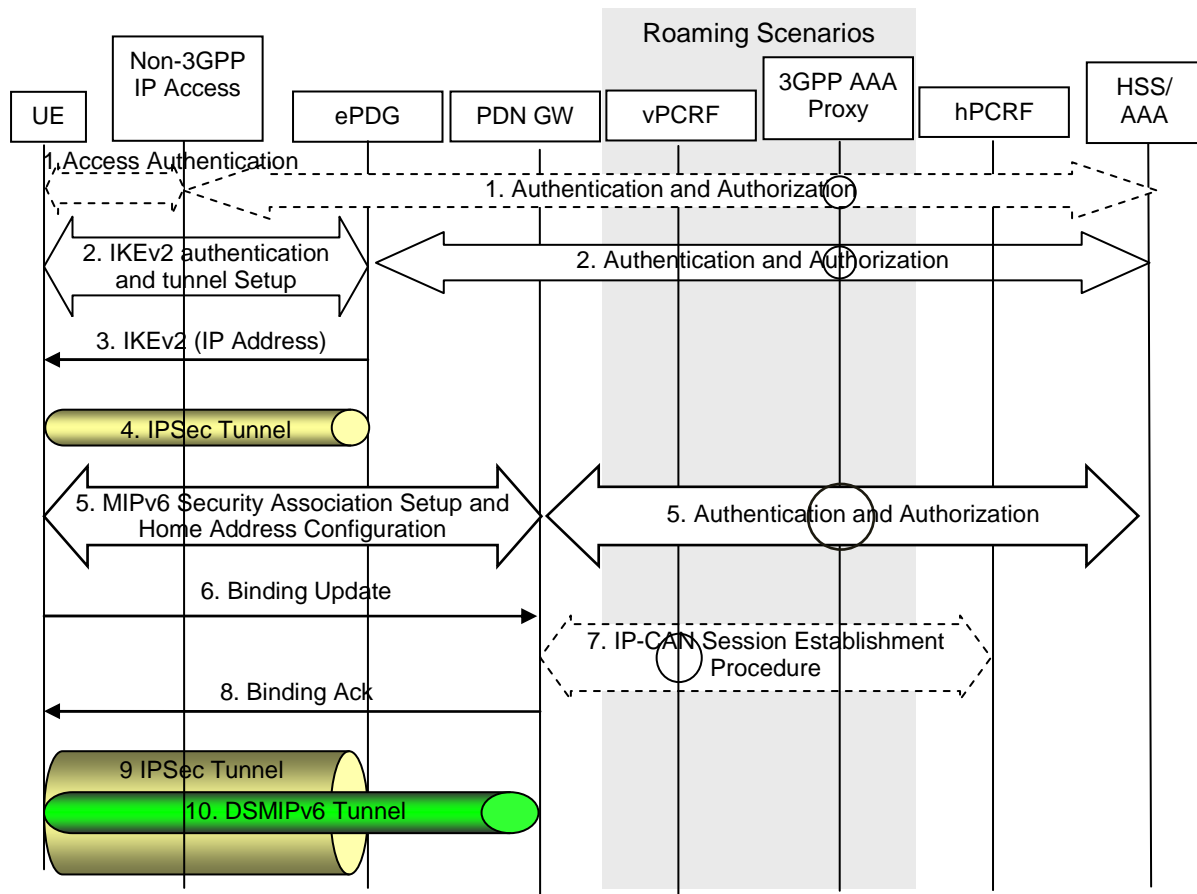 Roaming Scenarios
Non-3GPP
IP Access
3GPP AAA
Proxy
HSS/
AAA
UE
ePDG
PDN GW
vPCRF
hPCRF
1.Access Authentication
1. Authentication and Authorization
2. IKEv2 authentication
and tunnel Setup
2. Authentication and Authorization
3. IKEv2 (IP Address)
4. IPSec Tunnel
5. MIPv6 Security Association Setup and
Home Address Configuration
5. Authentication and Authorization
6. Binding Update
7. IP-CAN Session Establishment
Procedure
8. Binding Ack
9 IPSec Tunnel
10. DSMIPv6 Tunnel